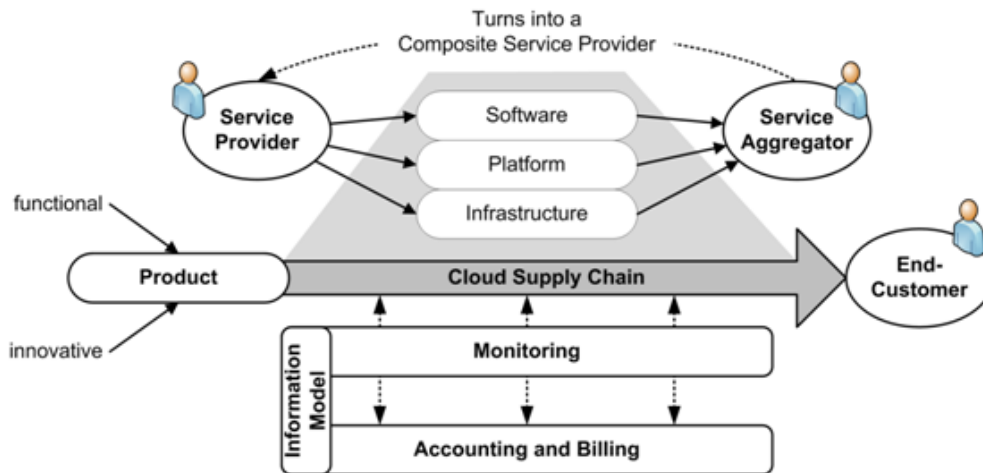 Turns into a
Composite Service Provider
Service
Provider
Software
Service
Aggregator
Platform
Infrastructure
functional
Product
Cloud Supply Chain
End-
Customer
innovative
Information
Model
Monitoring
Accounting and Billing